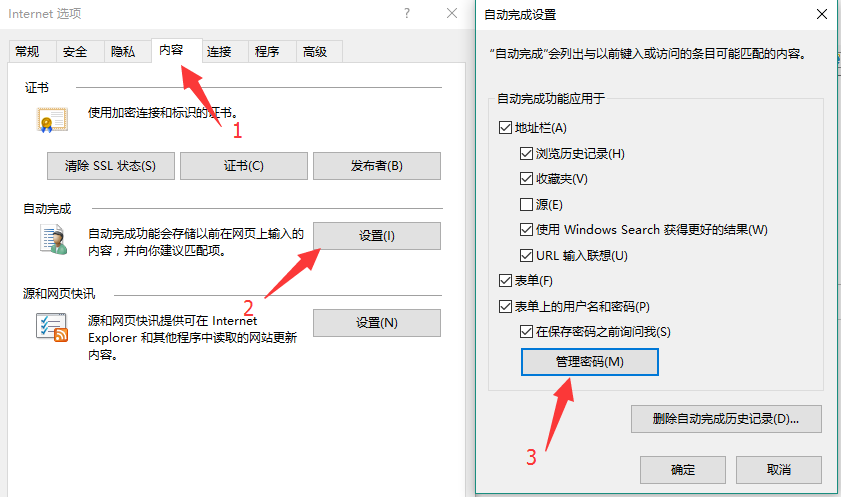 Internet 选项
?
常规
安全
隐私
内容
连接
程序
高级
证书
使用加密连接和标识的证书。
1
清除 SSL 状态(S)
证书(C)
发布者(B)
自动完成
自动完成功能会存储以前在网页上输入的
内容，并向你建议匹配项。
设置(I)
2
源和网页快讯
源和网页快讯提供可在 Internet
Explorer 和其他程序中读取的网站更新
内容。
设置(N)
自动完成设置
“自动完成”会列出与以前键入或访问的条目可能匹配的内容。
自动完成功能应用于
地址栏(A)
浏览历史记录(H)
收藏夹(V)
源(E)
使用 Windows Search 获得更好的结果(W)
URL 输入联想(U)
表单(F)
表单上的用户名和密码(P)
在保存密码之前询问我(S)
管理密码(M)
3
删除自动完成历史记录(D)...
确定
取消